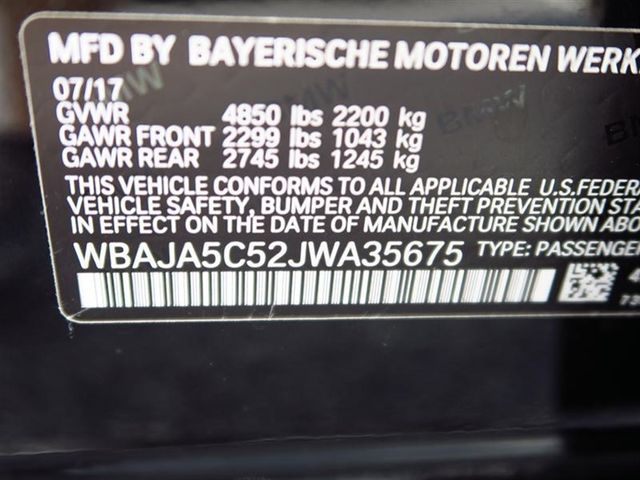 MFD BY BAYERISCHE MOTOREN WERK
07/17
GVWR 4850 lbs 2200 kg
GAWR FRONT 2299 lbs 1043 kg
GAWR REAR 2745 lbs 1245 kg
THIS VEHICLE CONFORMS TO ALL APPLICABLE U.S.FEDERA
VEHICLE SAFETY, BUMPER AND THEFT PREVENTION STA
IN EFFECT ON THE DATE OF MANUFACTURE SHOWN ABO
WBAJA5C52JWA35675 TYPE: PASSENGER